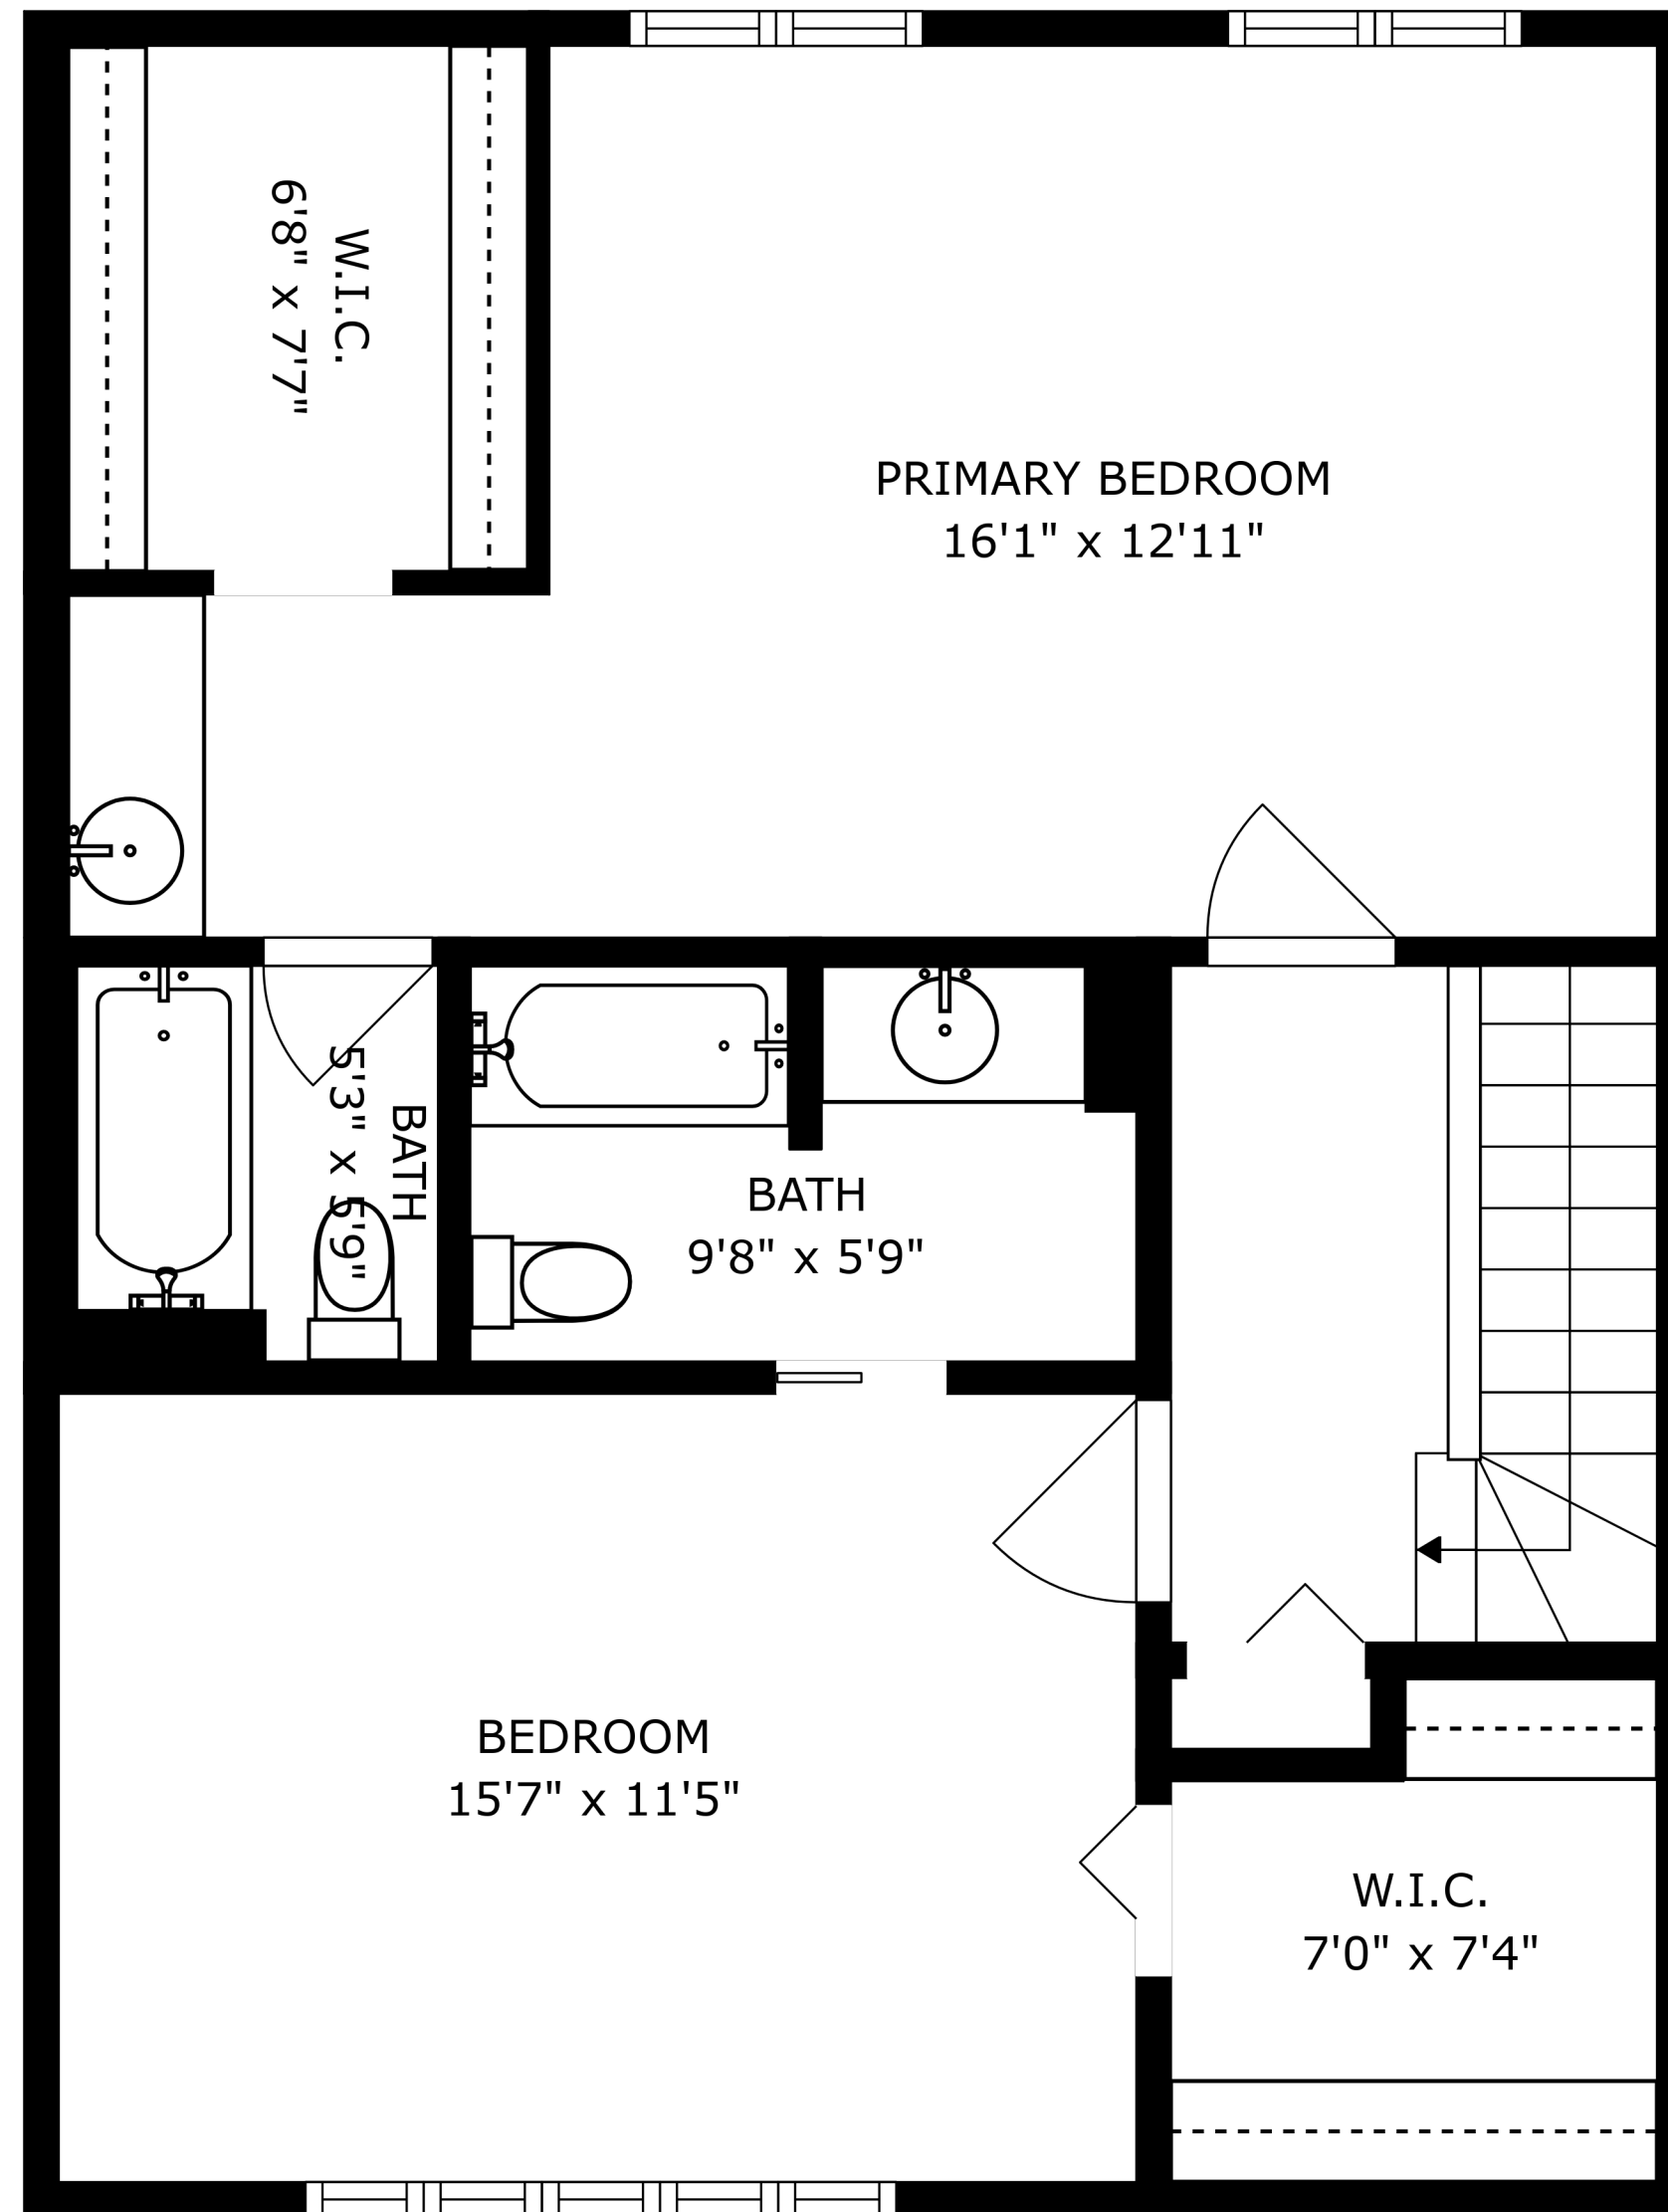 W.I.C.
6'8" x 7'7"
PRIMARY BEDROOM
16'1" x 12'11"
BATH
5'3" x 5'9"
BATH
9'8" x 5'9"
BEDROOM
15'7" x 11'5"
W.I.C.
7'0" x 7'4"